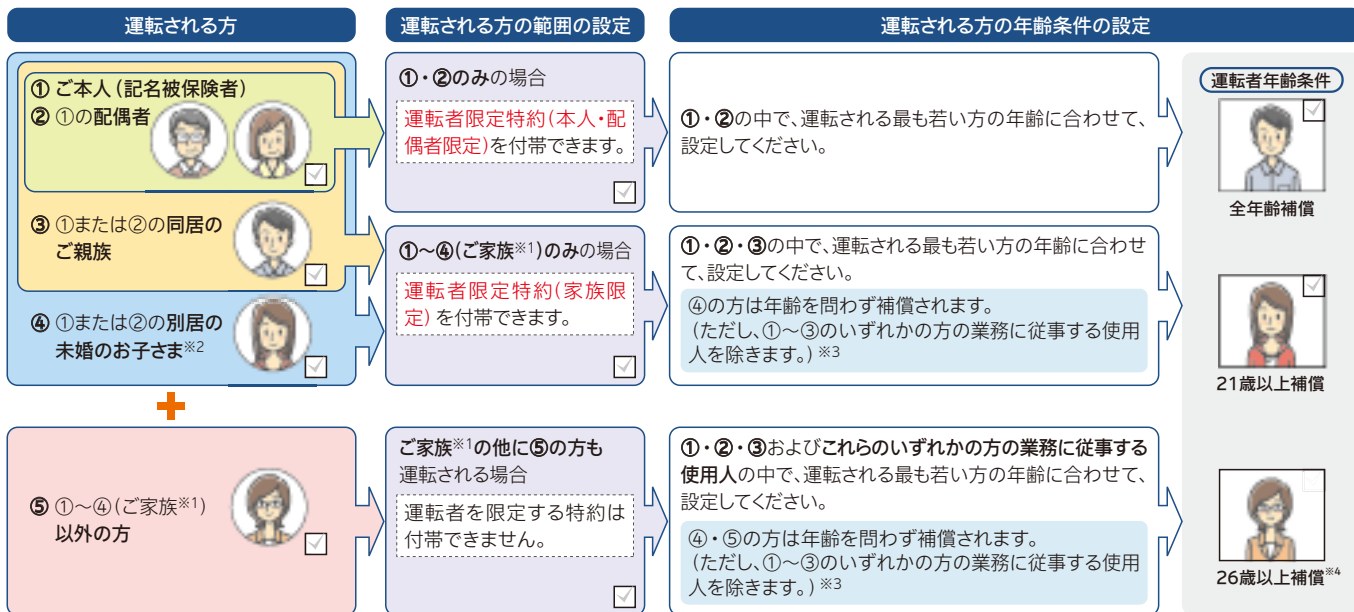 運転される方
運転される方の範囲の設定
運転される方の年齢条件の設定
① ご本人(記名被保険者)
② ①の配偶者
③ ①または②の同居の
ご親族
④ ①または②の別居の
未婚のお子さま※2
①・②のみの場合
運転者限定特約(本人・配
偶者限定)を付帯できます。
①・②の中で、運転される最も若い方の年齢に合わせて、
設定してください。
①～④(ご家族※1)のみの場合
運転者限定特約(家族限
定)を付帯できます。
①・②・③の中で、運転される最も若い方の年齢に合わせ
て、設定してください。
④の方は年齢を問わず補償されます。
(ただし、①～③のいずれかの方の業務に従事する使用
人を除きます。)※3
+
⑤ ①～④(ご家族※1)
以外の方
ご家族※1の他に⑤の方も
運転される場合
運転者を限定する特約は
付帯できません。
①・②・③およびこれらのいずれかの方の業務に従事する
使用人の中で、運転される最も若い方の年齢に合わせて、
設定してください。
④・⑤の方は年齢を問わず補償されます。
(ただし、①～③のいずれかの方の業務に従事する使用
人を除きます。)※3
運転者年齢条件
全年齢補償
21歳以上補償
26歳以上補償※4